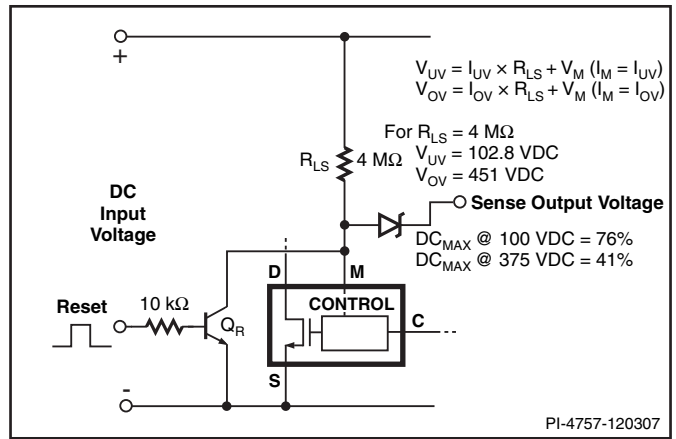 +
V_UV = I_UV × R_LS + V_M (I_M = I_UV)
V_OV = I_OV × R_LS + V_M (I_M = I_OV)
For R_LS = 4 MΩ
V_UV = 102.8 VDC
V_OV = 451 VDC
R_LS
4 MΩ
DC
Input
Voltage
Sense Output Voltage
DC_MAX @ 100 VDC = 76%
DC_MAX @ 375 VDC = 41%
D
M
Reset
10 kΩ
Q_R
CONTROL
C
S
-
PI-4757-120307